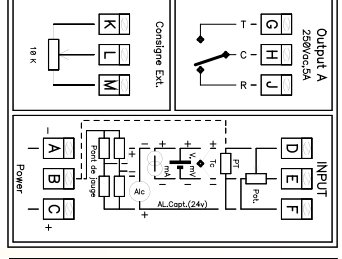 K
L
M
10 K
Consigne Ext.
T - G
C - H
R - J
Output A
250Vac,5A
INPUT
D
E
F
PT
Pot.
Tc
V
mV
mA
Alc
AL.Capt.(24v)
Pont de jauge
A
B
C
- +
Power